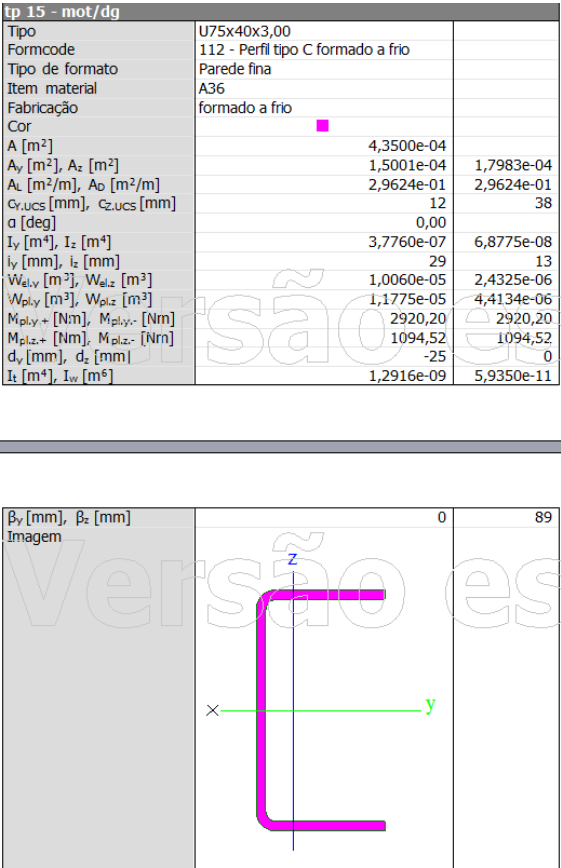 tp 15 - mot/dg
Tipo U75x40x3,00
Formcode 112 - Perfil tipo C formado a frio
Tipo de formato Parede fina
Item material A36
Fabricação formado a frio
Cor
A [m²] 4,3500e-04
Ay [m²], Az [m²] 1,5001e-04 1,7983e-04
AL [m²/m], AD [m²/m] 2,9624e-01 2,9624e-01
cY.UCS [mm], cZ.UCS [mm] 12 38
α [deg] 0,00
Iy [m⁴], Iz [m⁴] 3,7760e-07 6,8775e-08
iy [mm], iz [mm] 29 13
Wel.y [m³], Wel.z [m³] 1,0060e-05 2,4325e-06
Wpl.y [m³], Wpl.z [m³] 1,1775e-05 4,4134e-06
Mpl.y.+ [Nm], Mpl.y.- [Nm] 2920,20 2920,20
Mpl.z.+ [Nm], Mpl.z.- [Nm] 1094,52 1094,52
dy [mm], dz [mm] -25 0
It [m⁴], Iw [m⁶] 1,2916e-09 5,9350e-11
Versão es
βy [mm], βz [mm] 0 89
Imagem
Versão es
z
y